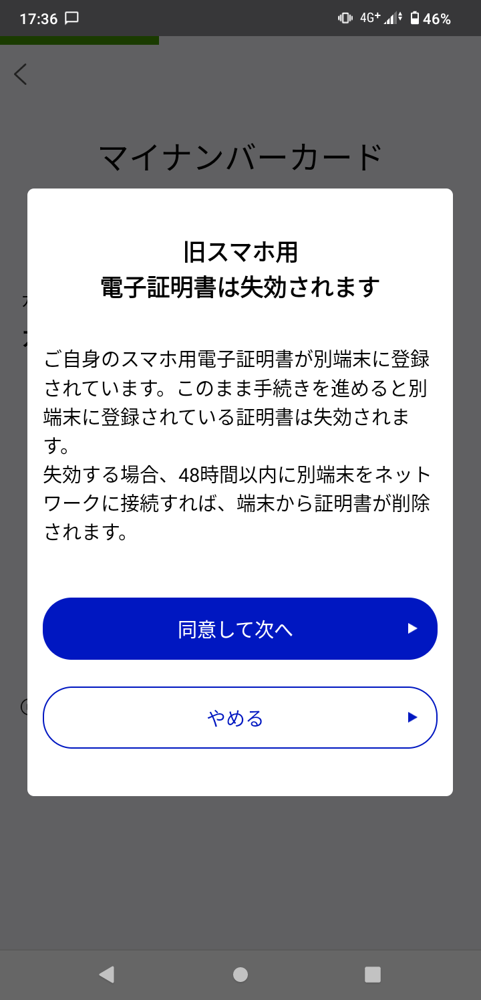 17:36 4G+ 46%
マイナンバーカード
旧スマホ用
電子証明書は失効されます
ご自身のスマホ用電子証明書が別端末に登録
されています。このまま手続きを進めると別
端末に登録されている証明書は失効されま
す。
失効する場合、48時間以内に別端末をネット
ワークに接続すれば、端末から証明書が削除
されます。
同意して次へ
やめる